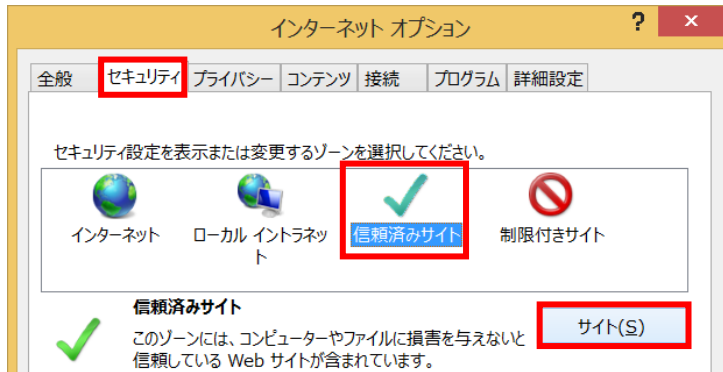 インターネット オプション ? ×
全般 セキュリティ プライバシー コンテンツ 接続 プログラム 詳細設定
セキュリティ設定を表示または変更するゾーンを選択してください。
インターネット ローカル イントラネッ 信頼済みサイト 制限付きサイト
ト
信頼済みサイト
サイト(S)
このゾーンには、コンピューターやファイルに損害を与えないと
信頼している Web サイトが含まれています。